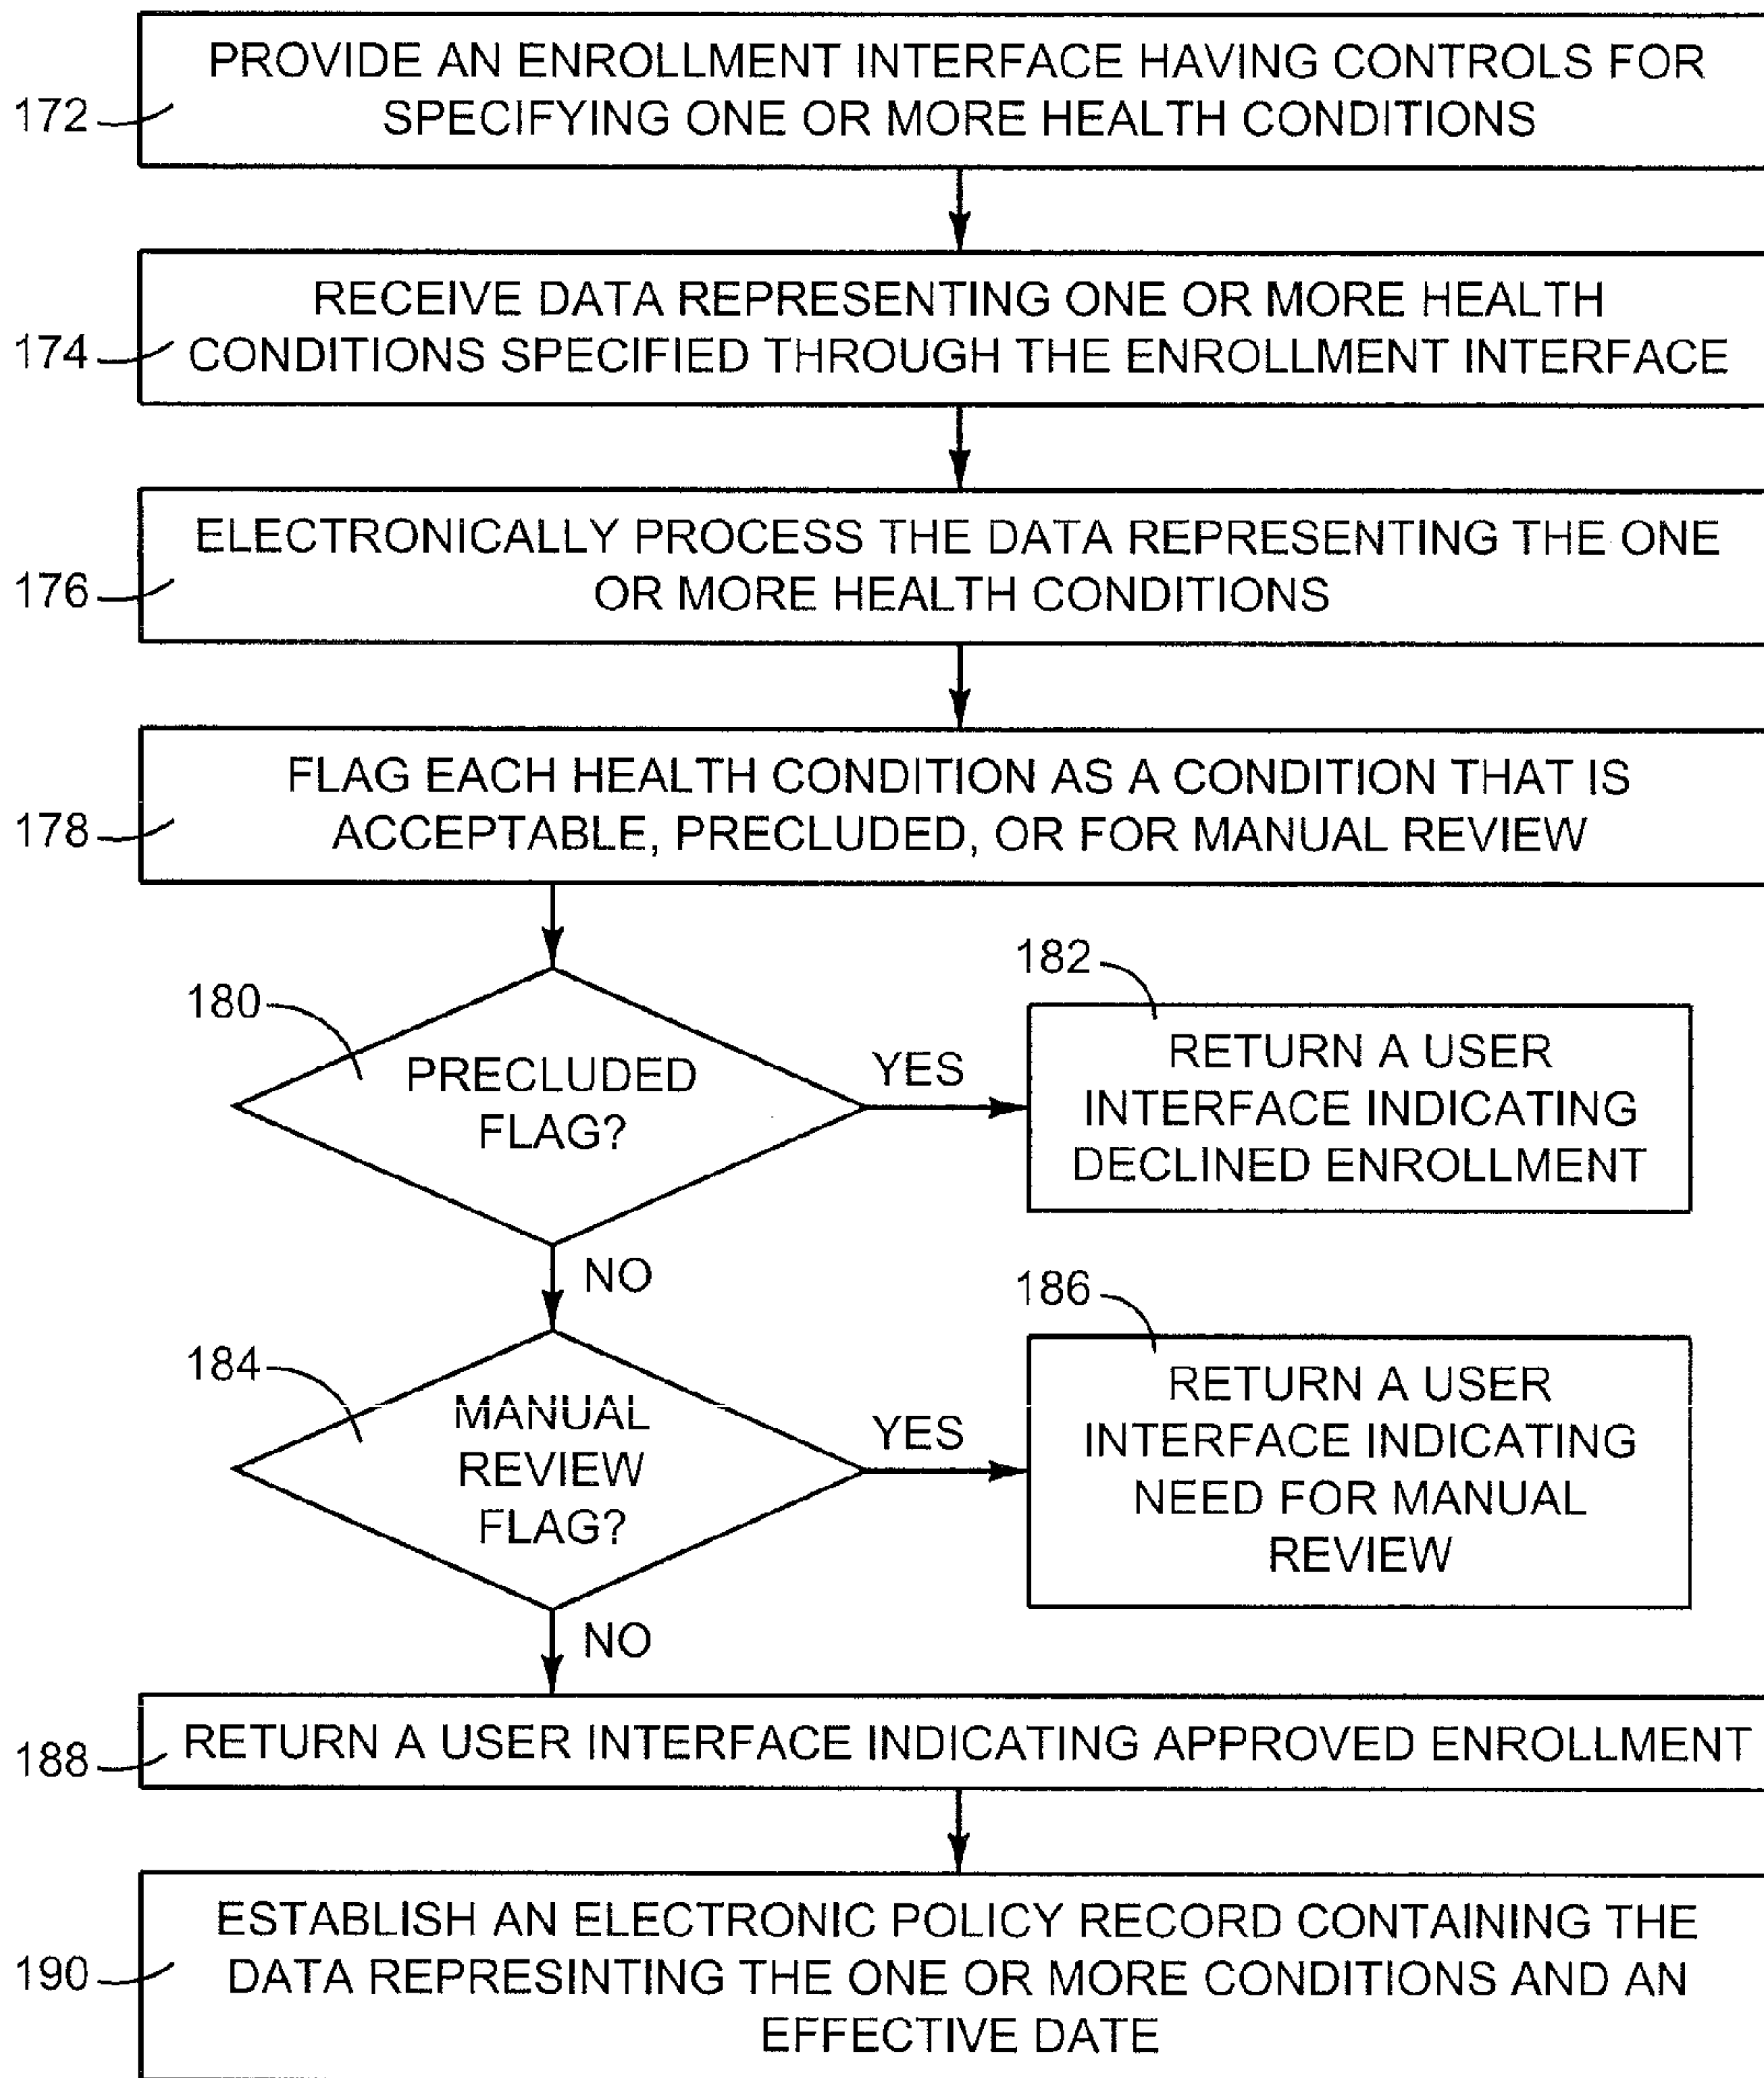 PROVIDE AN ENROLLMENT INTERFACE HAVING CONTROLS FOR
SPECIFYING ONE OR MORE HEALTH CONDITIONS
172
RECEIVE DATA REPRESENTING ONE OR MORE HEALTH
CONDITIONS SPECIFIED THROUGH THE ENROLLMENT INTERFACE
174
ELECTRONICALLY PROCESS THE DATA REPRESENTING THE ONE
OR MORE HEALTH CONDITIONS
176
FLAG EACH HEALTH CONDITION AS A CONDITION THAT IS
ACCEPTABLE, PRECLUDED, OR FOR MANUAL REVIEW
178
180
PRECLUDED
FLAG?
YES
182
RETURN A USER
INTERFACE INDICATING
DECLINED ENROLLMENT
NO
184
MANUAL
REVIEW
FLAG?
YES
186
RETURN A USER
INTERFACE INDICATING
NEED FOR MANUAL
REVIEW
NO
188
RETURN A USER INTERFACE INDICATING APPROVED ENROLLMENT
ESTABLISH AN ELECTRONIC POLICY RECORD CONTAINING THE
DATA REPRESINTING THE ONE OR MORE CONDITIONS AND AN
EFFECTIVE DATE
190